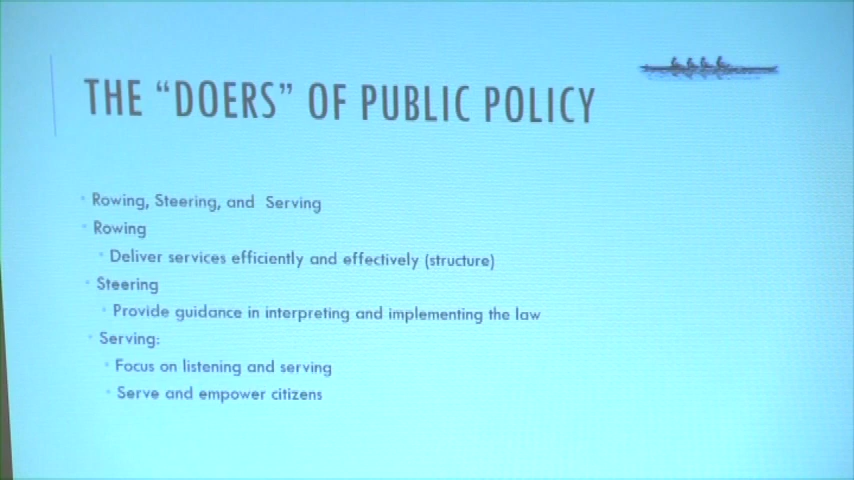 THE “DOERS” OF PUBLIC POLICY
Rowing, Steering, and Serving
Rowing
Deliver services efficiently and effectively (structure)
Steering
Provide guidance in interpreting and implementing the law
Serving:
Focus on listening and serving
Serve and empower citizens